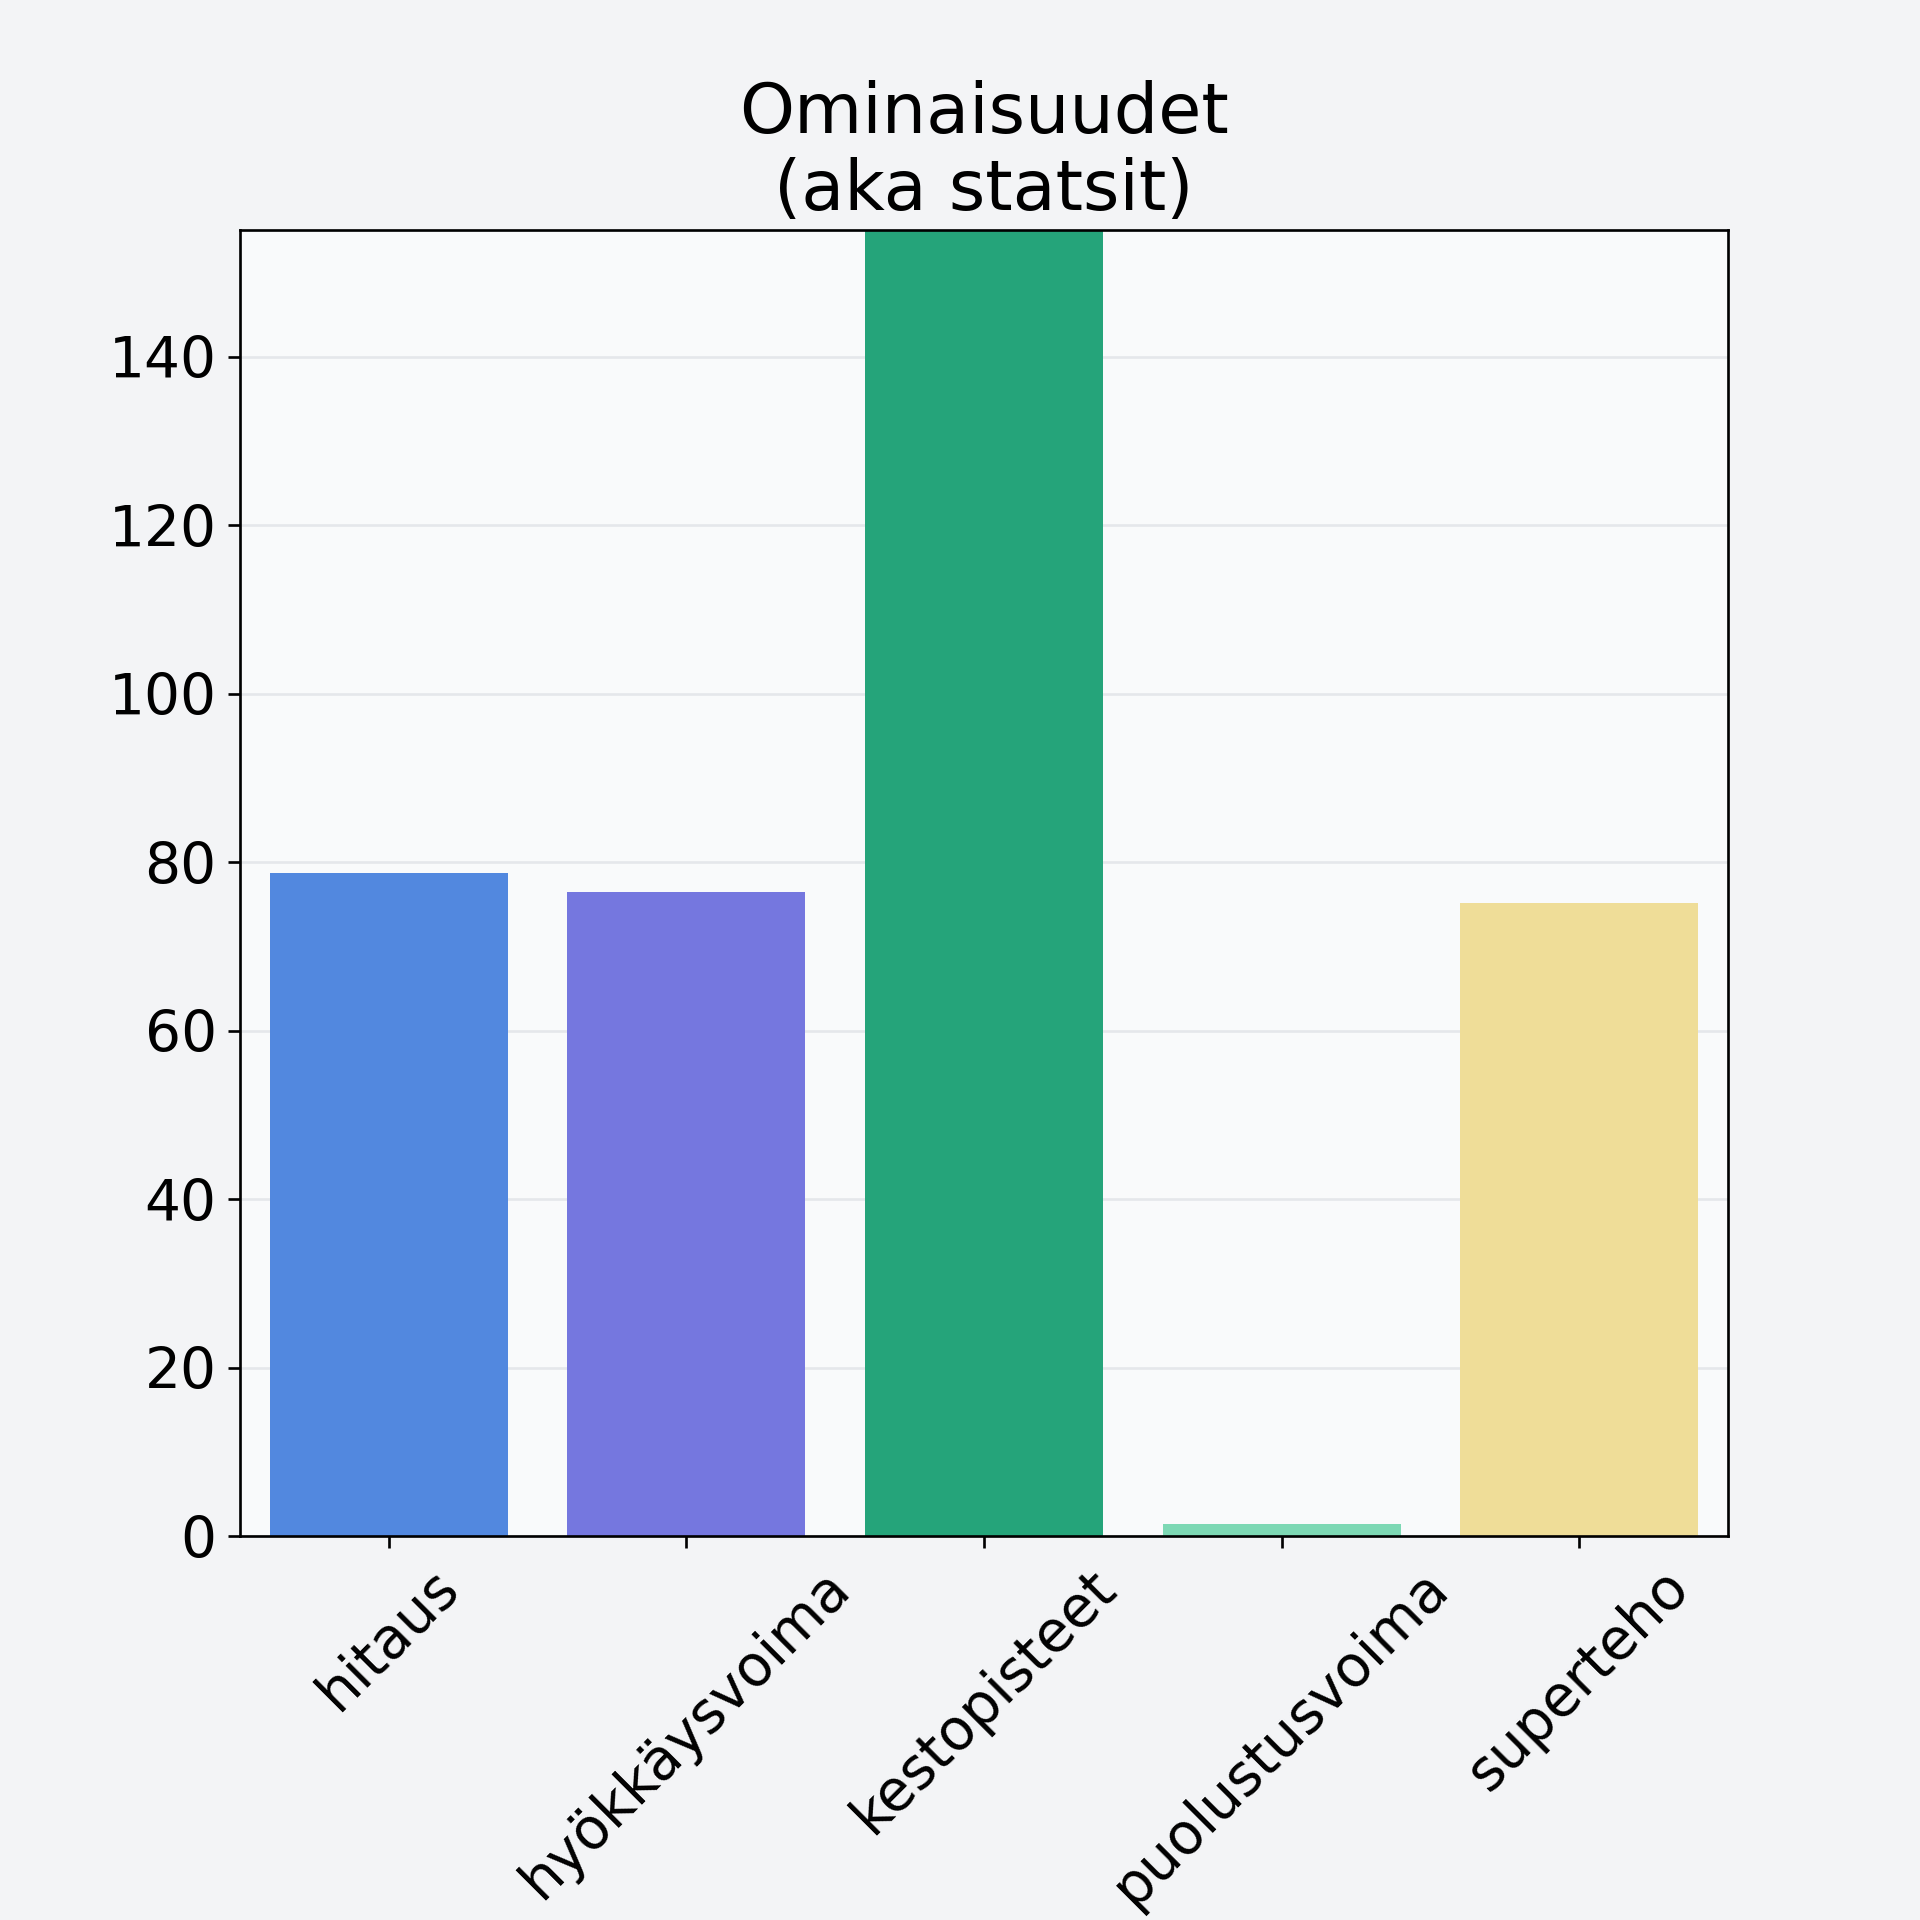 Ominaisuudet
(aka statsit)
140
120
100
80
60
40
20
0
hitaus
hyökkäysvoima
kestopisteet
puolustusvoima
superteho